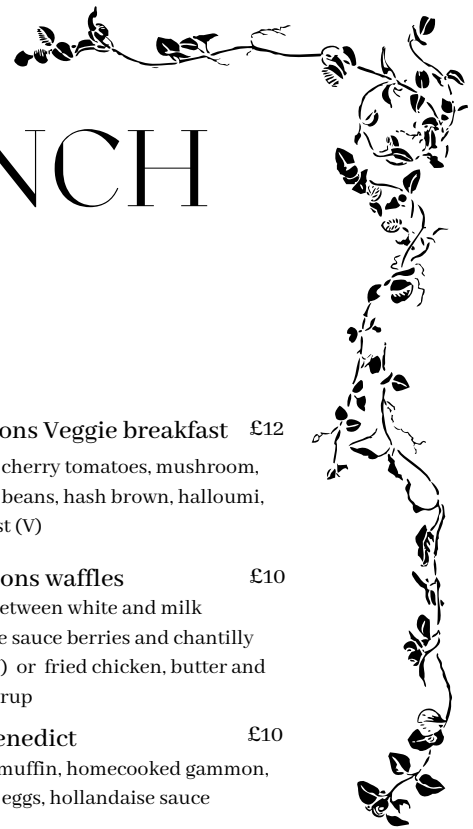 NCH
ons Veggie breakfast £12
cherry tomatoes, mushroom,
beans, hash brown, halloumi,
st (V)
ons waffles £10
etween white and milk
e sauce berries and chantilly
) or fried chicken, butter and
rup
enedict £10
muffin, homecooked gammon,
eggs, hollandaise sauce